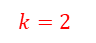 k = 2